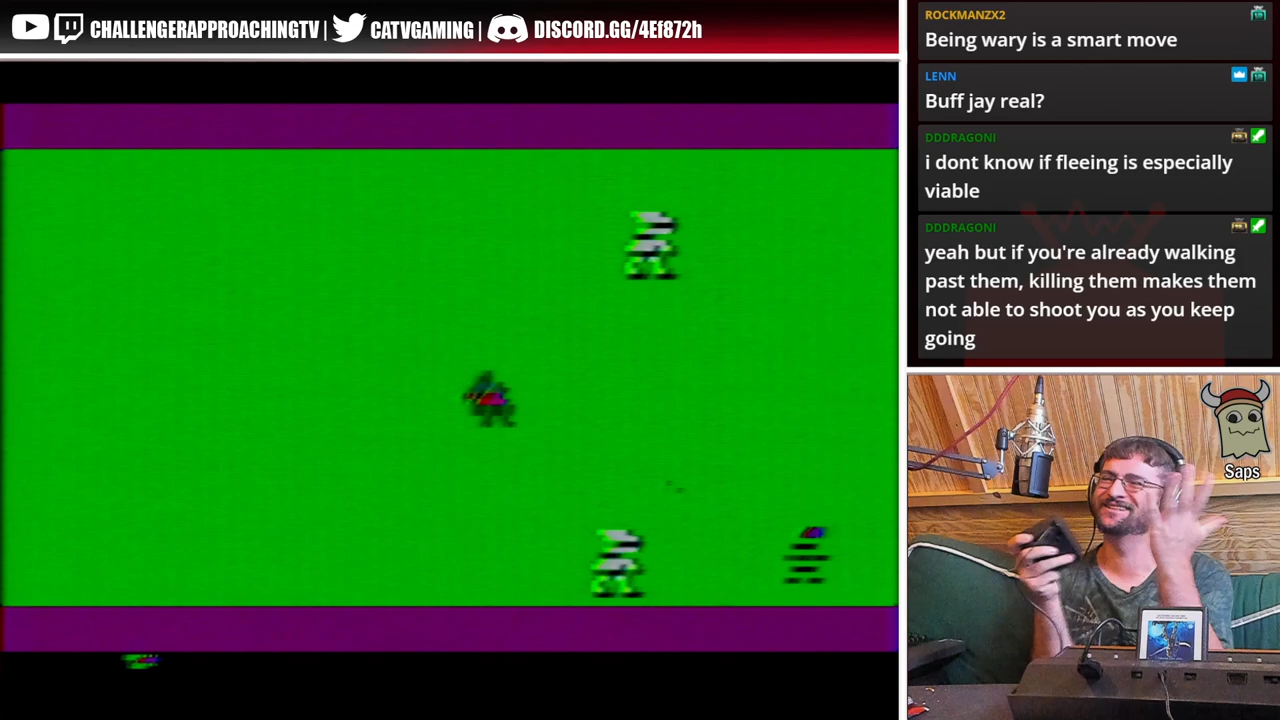 CHALLENGERAPPROACHINGTV | CATVGAMING | DISCORD.GG/4Ef872h
ROCKMANZX2
Being wary is a smart move
LENN
Buff jay real?
DDDRAGONI
i dont know if fleeing is especially
viable
DDDRAGONI
yeah but if you're already walking
past them, killing them makes them
not able to shoot you as you keep
going
Saps